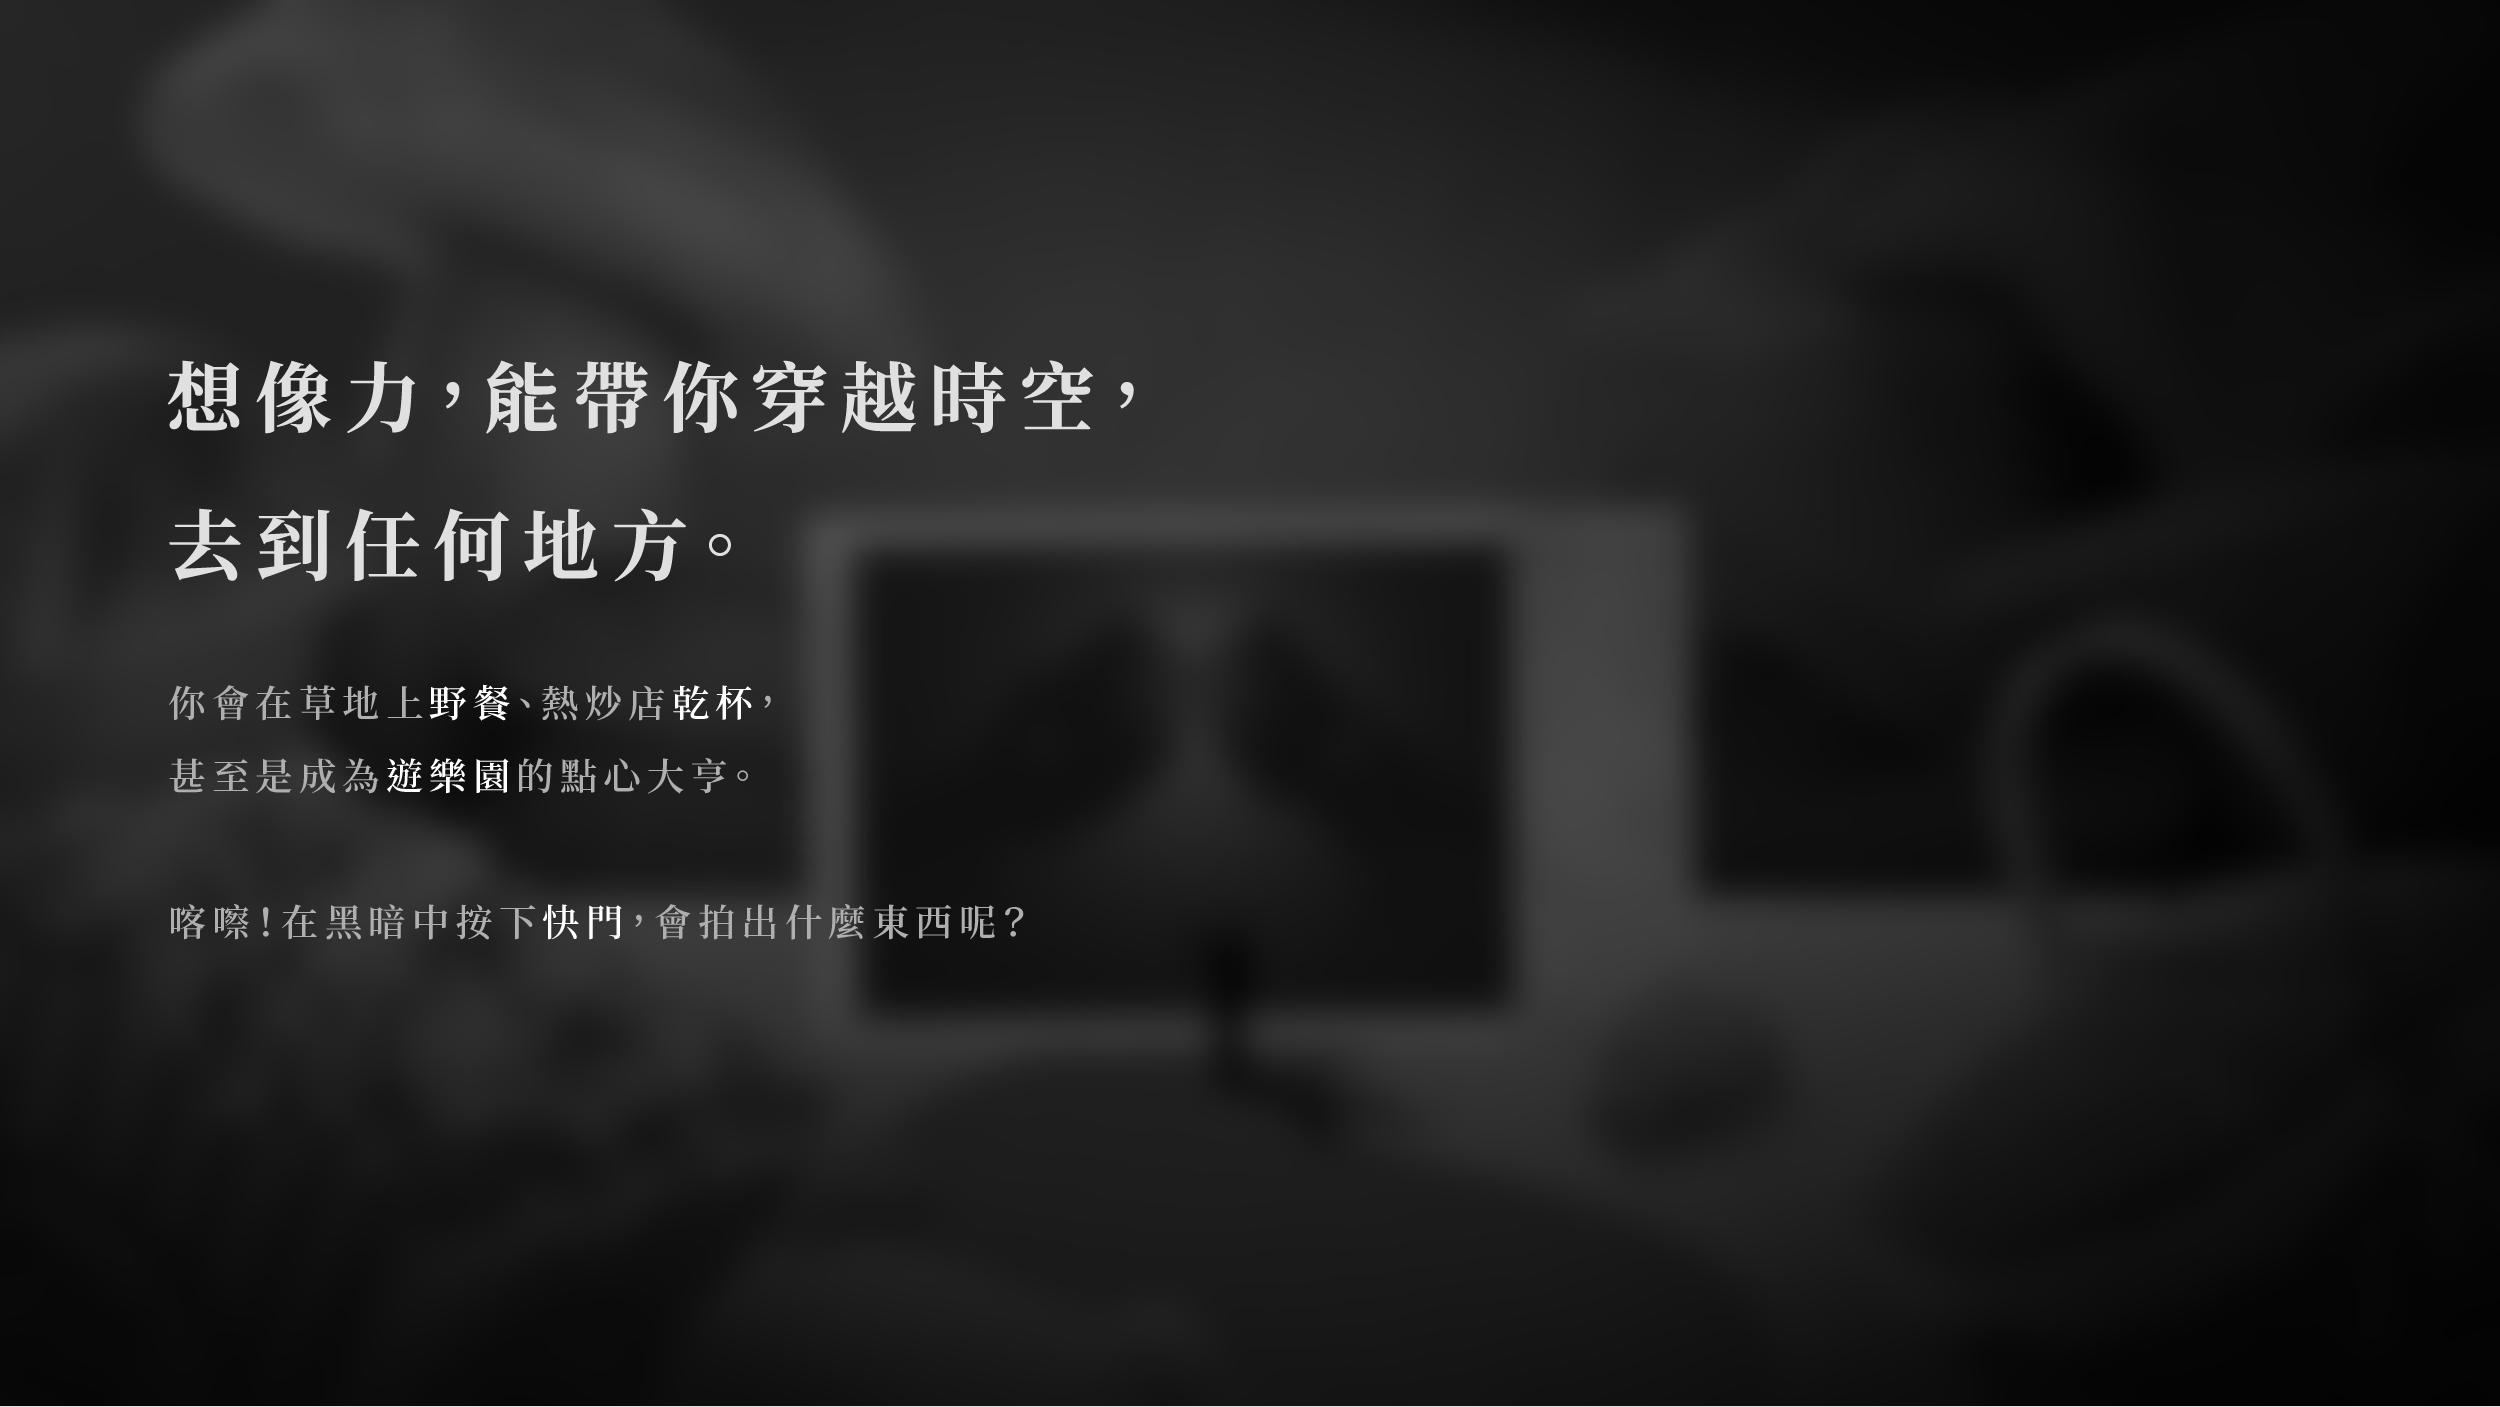 想像力，能帶你穿越時空，
去到任何地方。
你會在草地上野餐、熱炒店乾杯，
甚至是成為遊樂園的點心大亨。
喀嚓！在黑暗中按下快門，會拍出什麼東西呢？